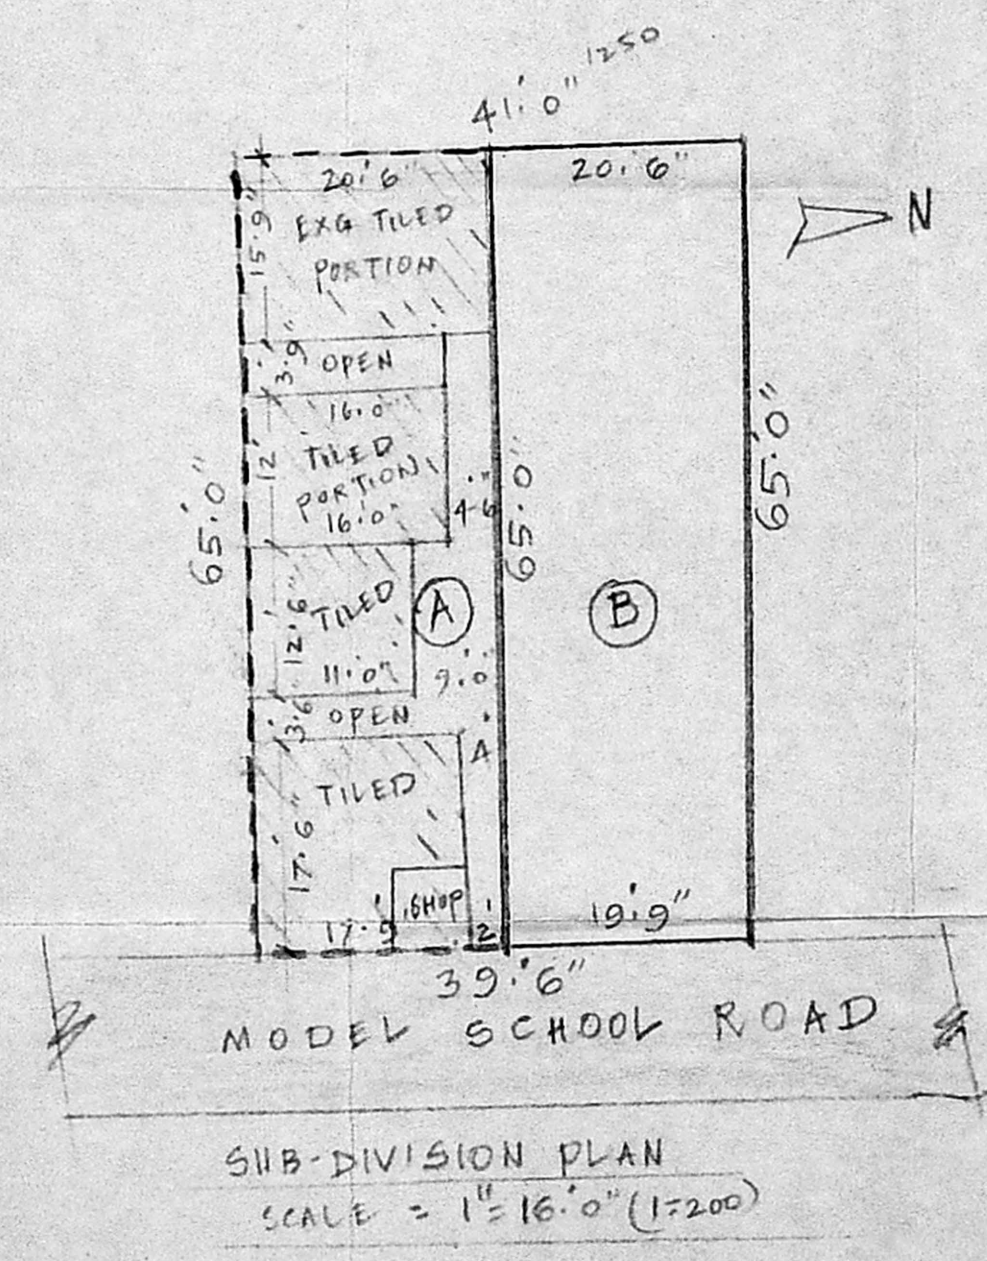 1250
41'.0"
20'.6"
20'.6"
N
15.9"
EXG TILED
PORTION
3.9"
OPEN
16.0"
12'
TILED
PORTION
16.0"
4-6"
65'.0"
65'.0"
65'.0"
12'.6"
TILED
11'.0"
A
9'.0"
B
3.6
OPEN
4'
TILED
17'.6"
SHOP
17'.9
2'
19'.9"
39'.6"
MODEL SCHOOL ROAD
SUB-DIVISION PLAN
SCALE = 1"=16'.0" (1=200)